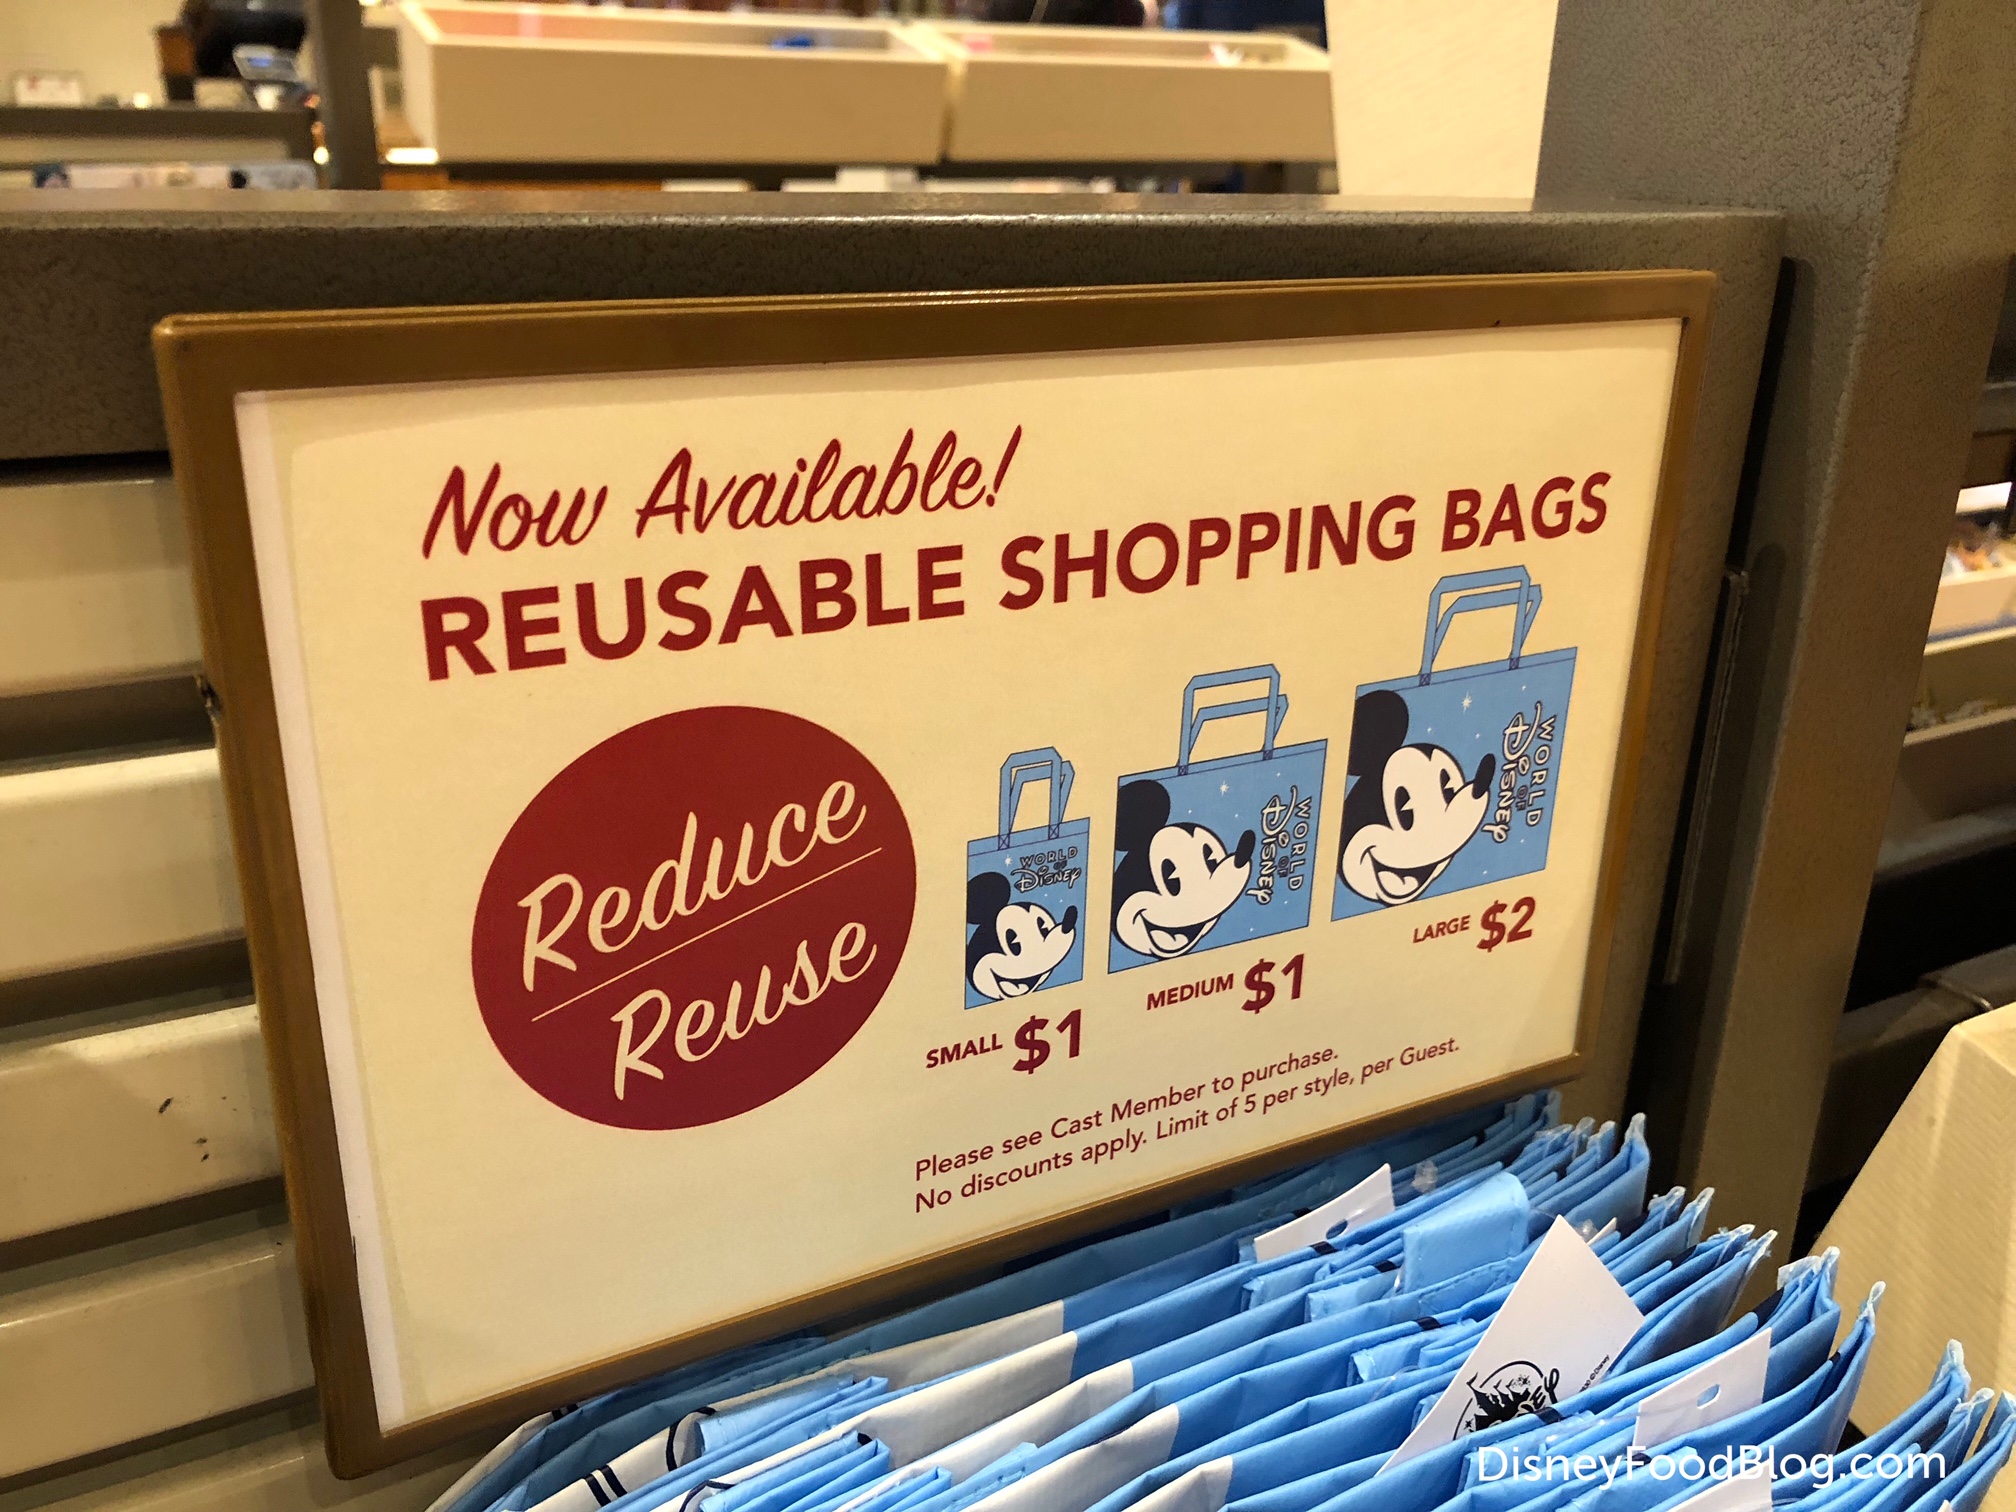 Now Available!
REUSABLE SHOPPING BAGS
Reduce
Reuse
WORLD
OF
DISNEY
SMALL $1
WORLD
OF
DISNEY
MEDIUM $1
WORLD
OF
DISNEY
LARGE $2
Please see Cast Member to purchase.
No discounts apply. Limit of 5 per style, per Guest.
DisneyFoodBlog.com